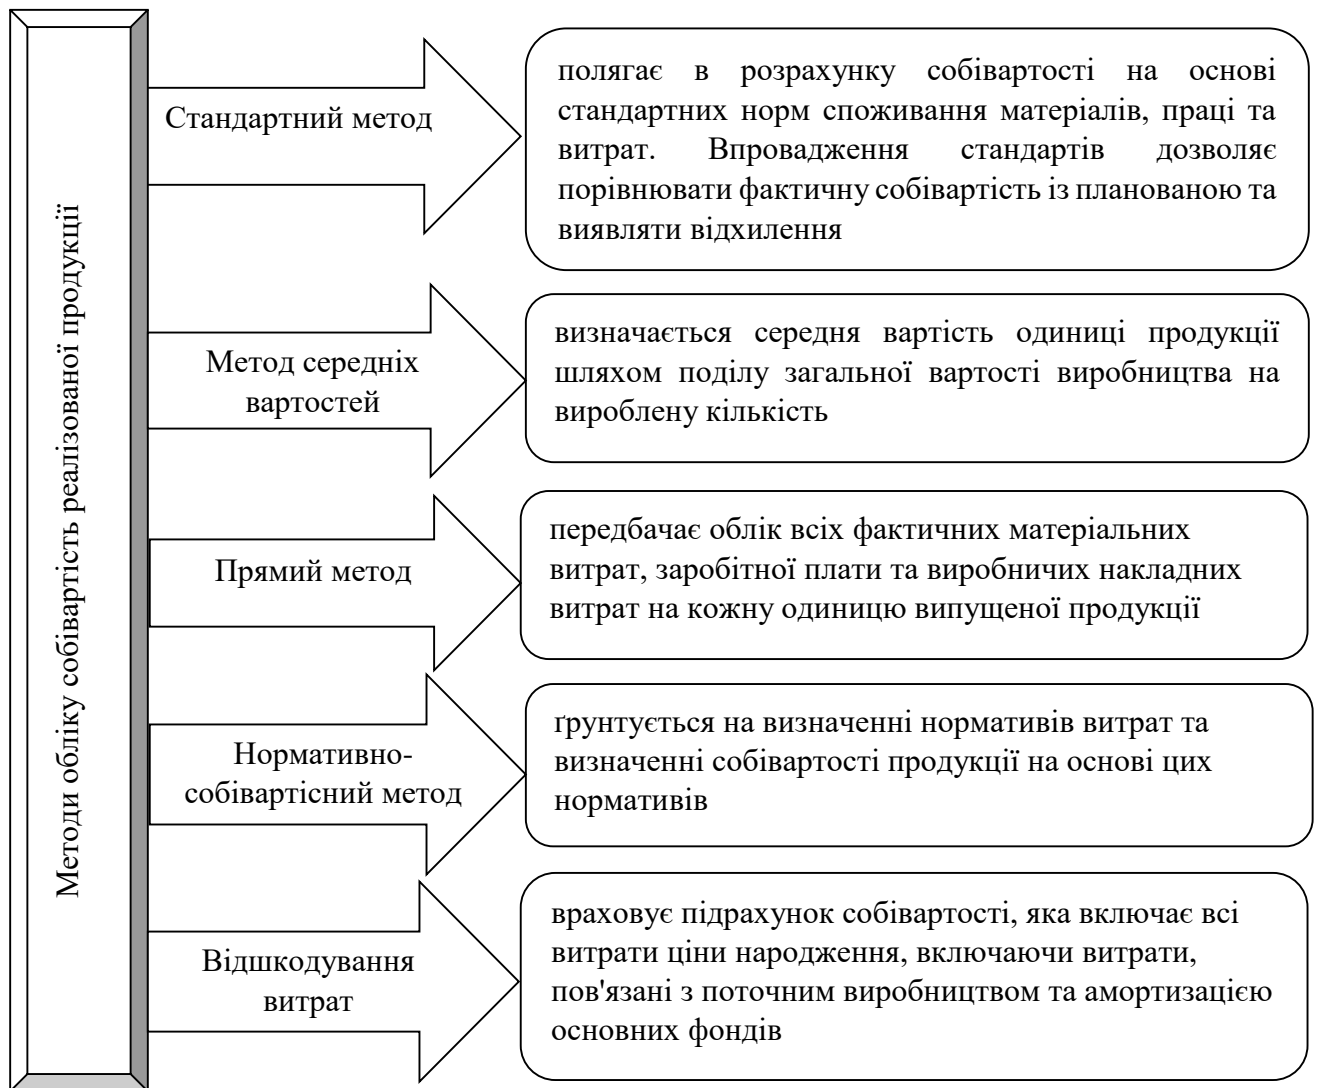 Методи обліку собівартість реалізованої продукції
Стандартний метод
полягає в розрахунку собівартості на основі
стандартних норм споживання матеріалів, праці та
витрат. Впровадження стандартів дозволяє
порівнювати фактичну собівартість із планованою та
виявляти відхилення
Метод середніх
вартостей
визначається середня вартість одиниці продукції
шляхом поділу загальної вартості виробництва на
вироблену кількість
Прямий метод
передбачає облік всіх фактичних матеріальних
витрат, заробітної плати та виробничих накладних
витрат на кожну одиницю випущеної продукції
Нормативно-
собівартісний метод
ґрунтується на визначенні нормативів витрат та
визначенні собівартості продукції на основі цих
нормативів
Відшкодування
витрат
враховує підрахунок собівартості, яка включає всі
витрати ціни народження, включаючи витрати,
пов'язані з поточним виробництвом та амортизацією
основних фондів